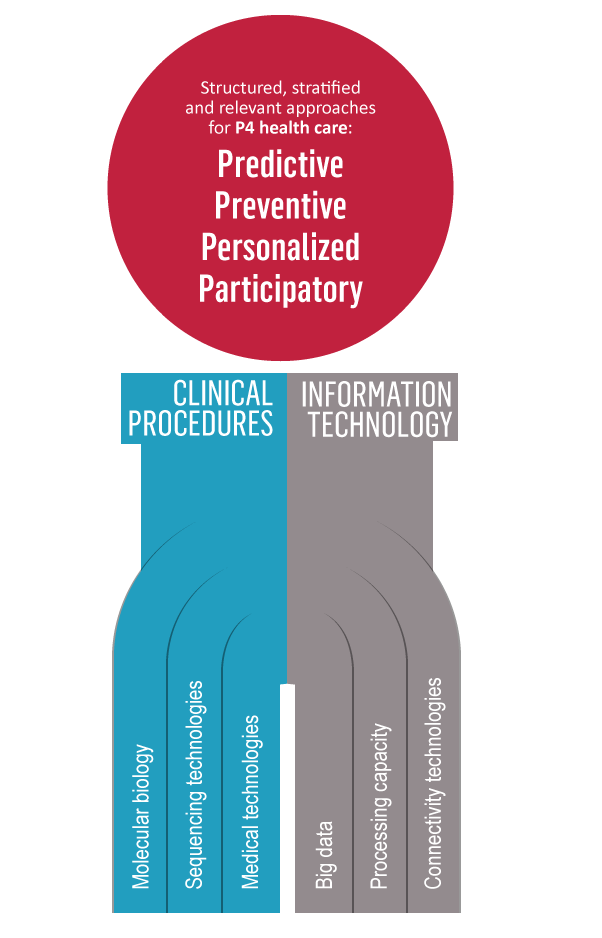 Structured, stratified
and relevant approaches
for P4 health care:
Predictive
Preventive
Personalized
Participatory
CLINICAL
PROCEDURES
INFORMATION
TECHNOLOGY
Molecular biology
Sequencing technologies
Medical technologies
Big data
Processing capacity
Connectivity technologies